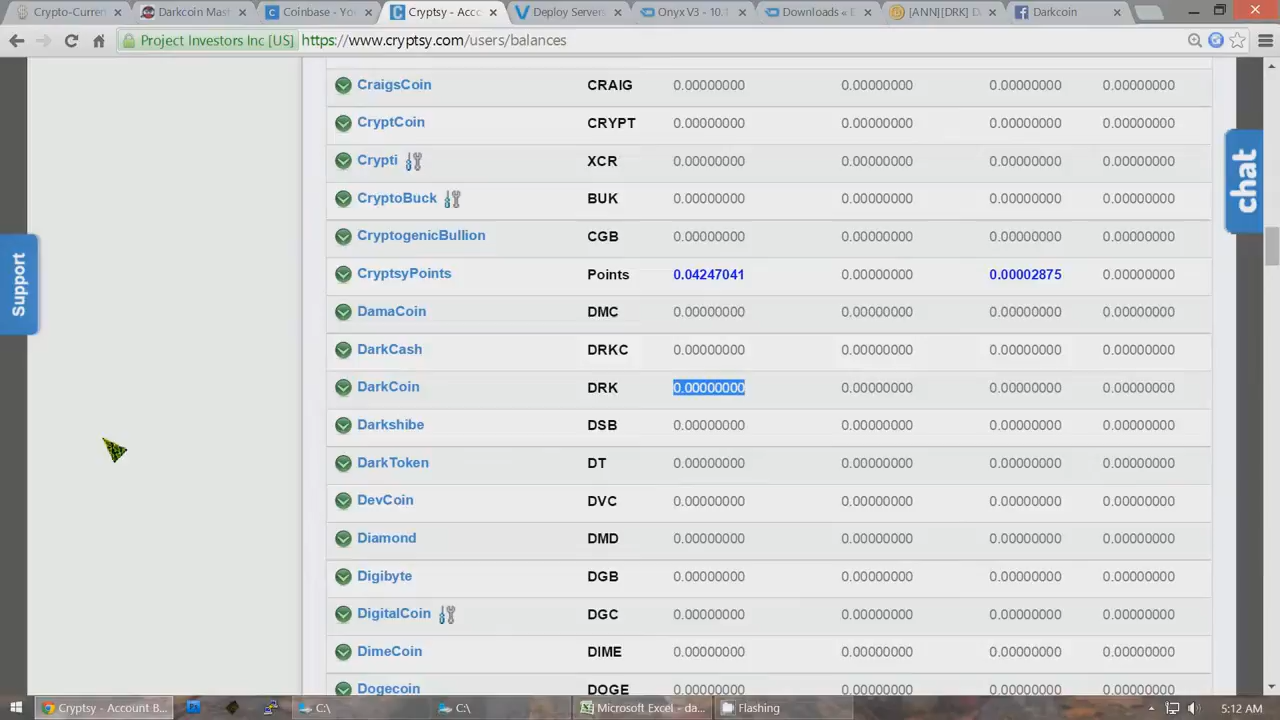 Crypto-Curren
Darkcoin Mast
Coinbase - Yo
Cryptsy - Acco
Deploy Servers
Onyx V3 - 10.1
Downloads - D
[ANN][DRK] D
Darkcoin
Project Investors Inc [US] https://www.cryptsy.com/users/balances
CraigsCoin CRAIG 0.00000000 0.00000000 0.00000000 0.00000000
CryptCoin CRYPT 0.00000000 0.00000000 0.00000000 0.00000000
Crypti XCR 0.00000000 0.00000000 0.00000000 0.00000000
CryptoBuck BUK 0.00000000 0.00000000 0.00000000 0.00000000
CryptogenicBullion CGB 0.00000000 0.00000000 0.00000000 0.00000000
CryptsyPoints Points 0.04247041 0.00000000 0.00002875 0.00000000
DamaCoin DMC 0.00000000 0.00000000 0.00000000 0.00000000
DarkCash DRKC 0.00000000 0.00000000 0.00000000 0.00000000
DarkCoin DRK 0.00000000 0.00000000 0.00000000 0.00000000
Darkshibe DSB 0.00000000 0.00000000 0.00000000 0.00000000
DarkToken DT 0.00000000 0.00000000 0.00000000 0.00000000
DevCoin DVC 0.00000000 0.00000000 0.00000000 0.00000000
Diamond DMD 0.00000000 0.00000000 0.00000000 0.00000000
Digibyte DGB 0.00000000 0.00000000 0.00000000 0.00000000
DigitalCoin DGC 0.00000000 0.00000000 0.00000000 0.00000000
DimeCoin DIME 0.00000000 0.00000000 0.00000000 0.00000000
Dogecoin DOGE 0.00000000 0.00000000 0.00000000 0.00000000
Support
chat
Cryptsy - Account B...
C:\
C:\
Microsoft Excel - da...
Flashing
5:12 AM